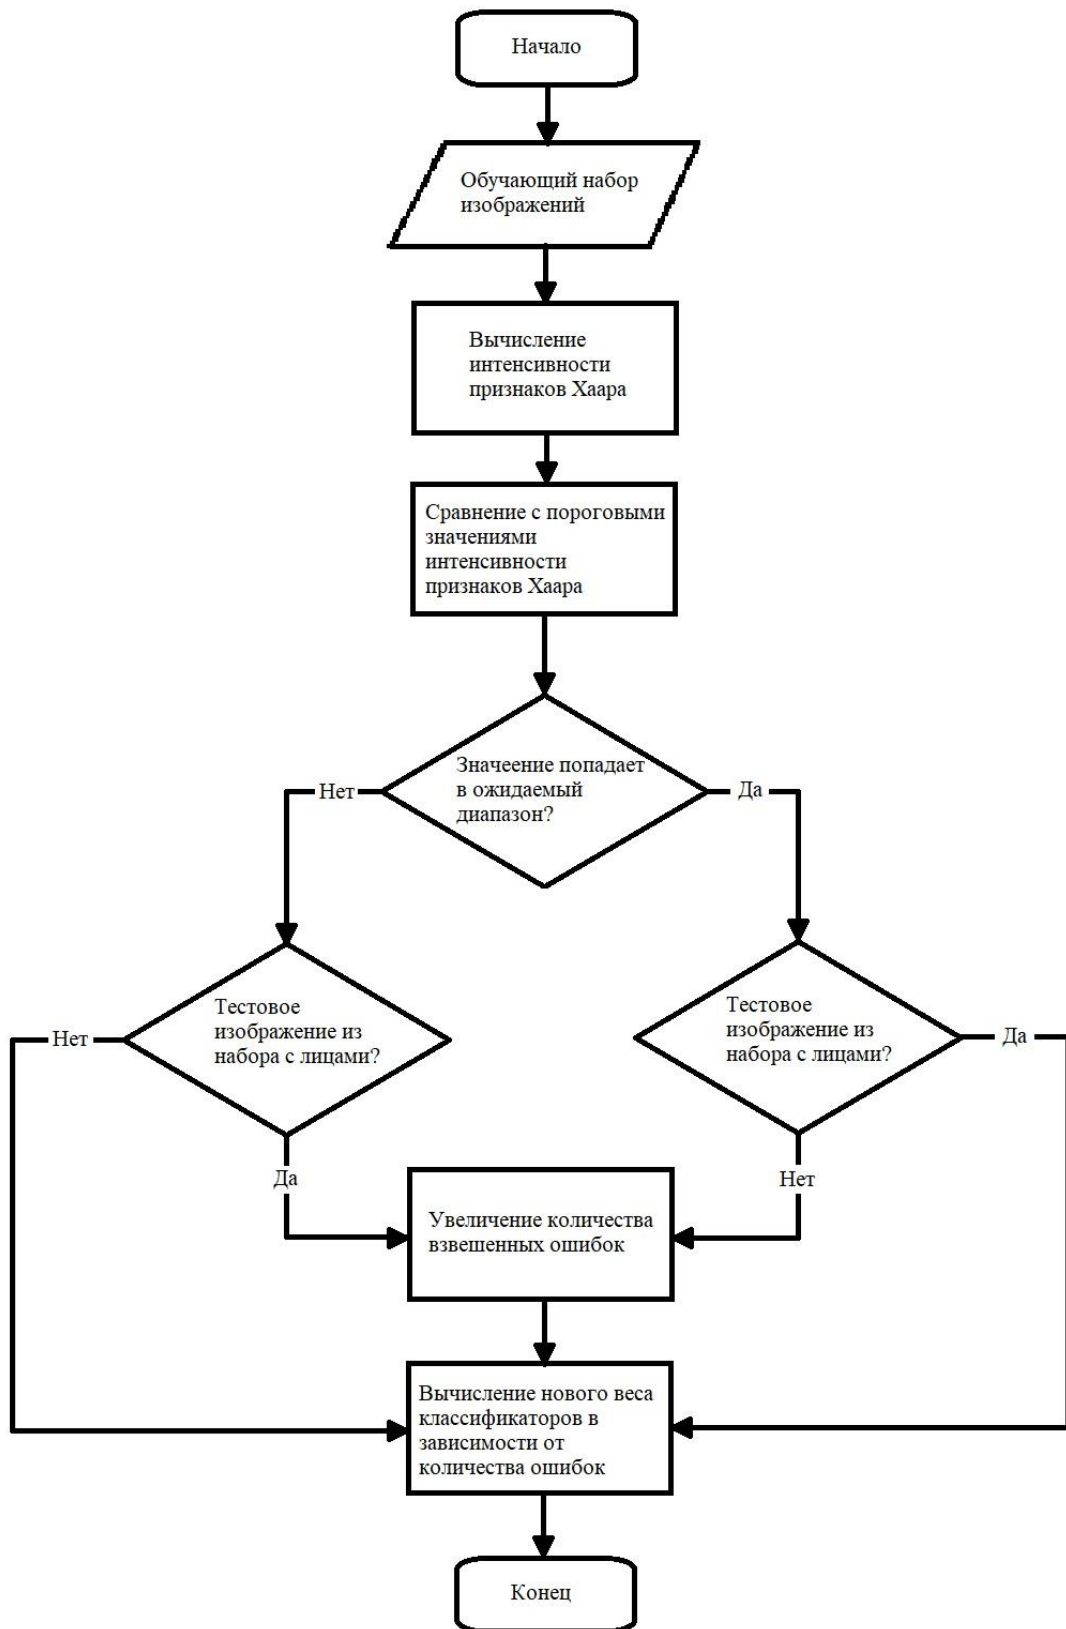 Начало
Обучающий набор
изображений
Вычисление
интенсивности
признаков Хаара
Сравнение с пороговыми
значениями
интенсивности
признаков Хаара
Значеение попадает
в ожидаемый
диапазон?
Нет
Да
Тестовое
изображение из
набора с лицами?
Тестовое
изображение из
набора с лицами?
Нет
Да
Да
Нет
Увеличение количества
взвешенных ошибок
Вычисление нового веса
классификаторов в
зависимости от
количества ошибок
Конец